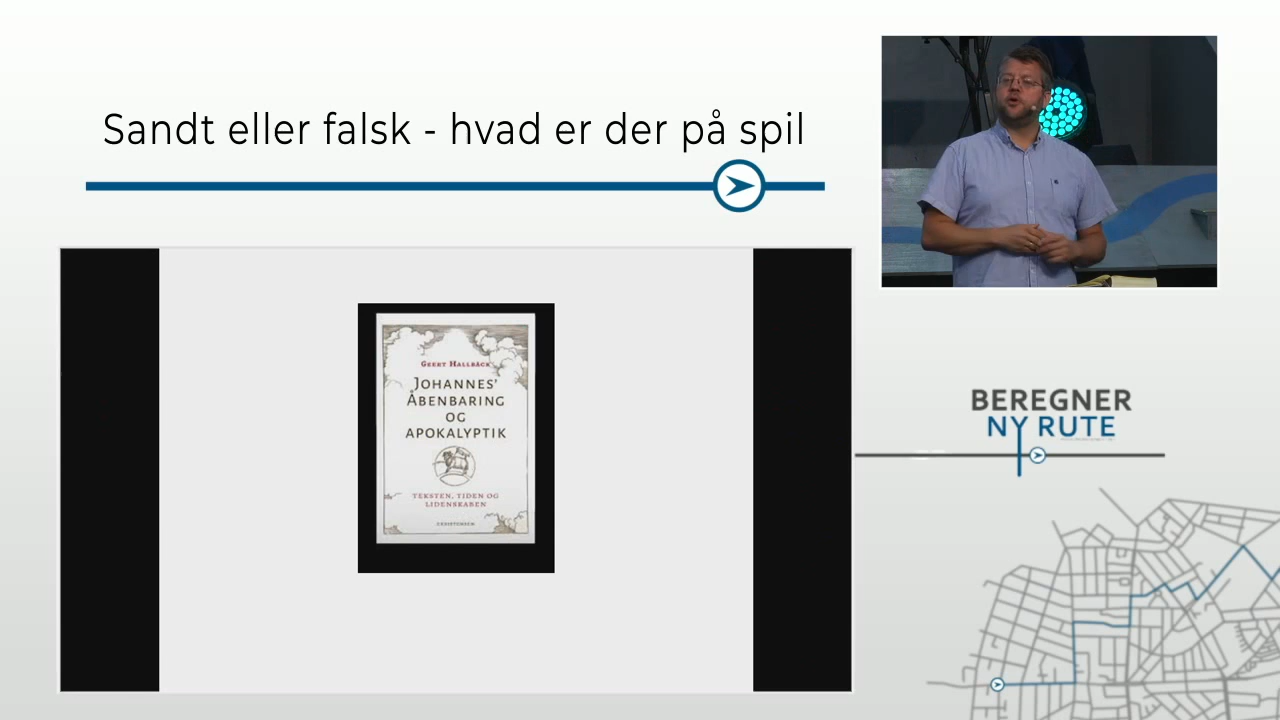 Sandt eller falsk - hvad er der på spil
GEERT HALLBÄCK
JOHANNES'
ÅBENBARING
OG
APOKALYPTIK
TEKSTEN, TIDEN OG
LIDENSKABEN
BEREGNER
NY RUTE